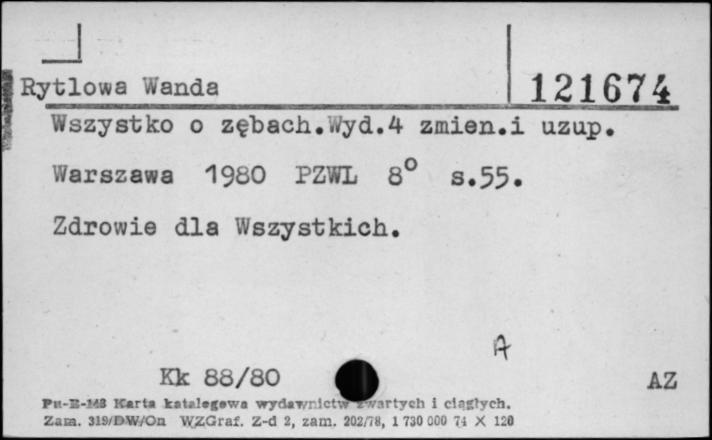 Rytlowa Wanda
121674
Wszystko o zębach.Wyd.4 zmien.i uzup.
Warszawa 1980 PZWL 8° s.55.
Zdrowie dla Wszystkich.
A
Kk 88/80
AZ
Pu-E-148 Karta katalogowa wydawnictw zwartych i ciągłych.
Zam. 319/DW/On WZGraf. Z-d 2, zam. 202/78, 1 730 000 74 X 120